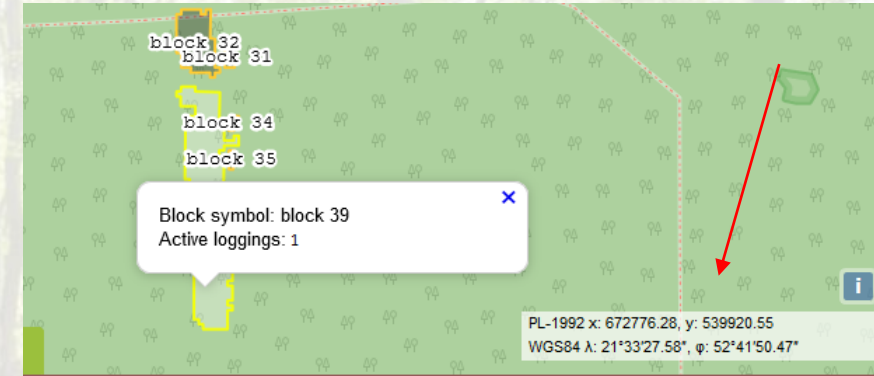 block 32
block 31
block 34
block 35
Block symbol: block 39
Active loggings: 1
i
PL-1992 x: 672776.28, y: 539920.55
WGS84 λ: 21°33'27.58", φ: 52°41'50.47"